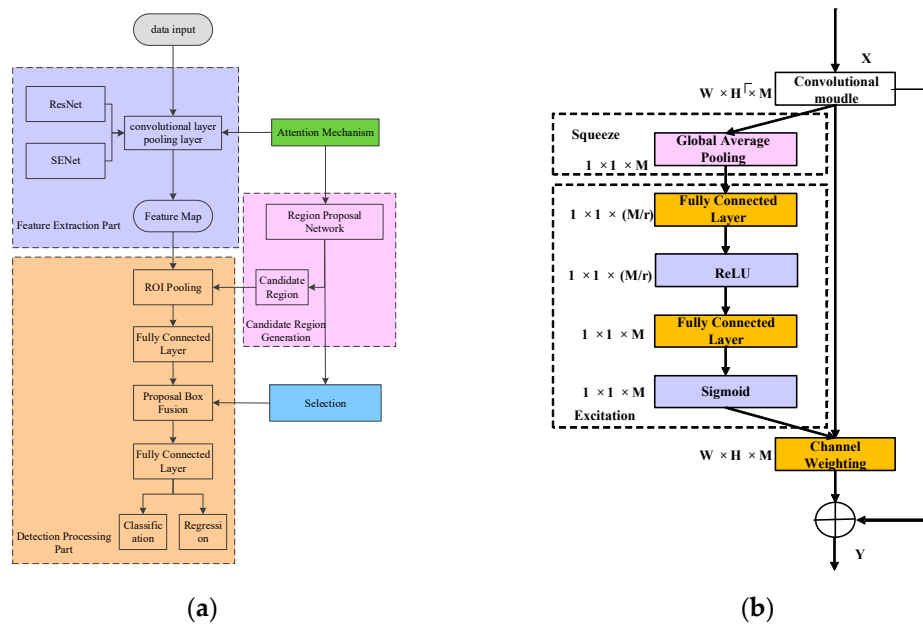 data input
ResNet
SENet
convolutional layer
pooling layer
Attention Mechanism
Feature Map
Feature Extraction Part
Region Proposal
Network
Candidate
Region
Candidate Region
Generation
ROI Pooling
Fully Connected
Layer
Proposal Box
Fusion
Selection
Fully Connected
Layer
Classific
ation
Regressi
on
Detection Processing
Part
(a)
X
Convolutional
moudle
W × H × M
Squeeze
Global Average
Pooling
1 × 1 × M
Fully Connected
Layer
1 × 1 × (M/r)
ReLU
1 × 1 × (M/r)
Fully Connected
Layer
1 × 1 × M
Sigmoid
1 × 1 × M
Excitation
Channel
Weighting
W × H × M
Y
(b)